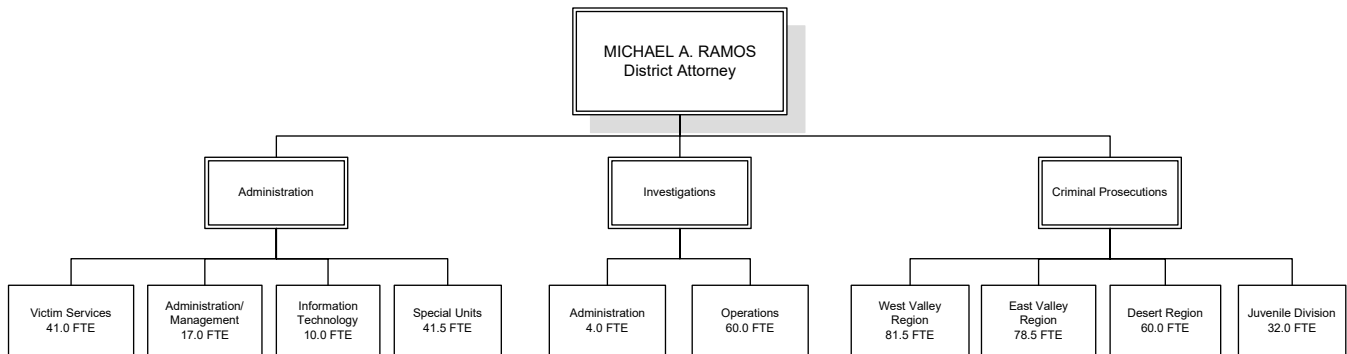 MICHAEL A. RAMOS
District Attorney
Administration
Investigations
Criminal Prosecutions
Victim Services
41.0 FTE
Administration/
Management
17.0 FTE
Information
Technology
10.0 FTE
Special Units
41.5 FTE
Administration
4.0 FTE
Operations
60.0 FTE
West Valley
Region
81.5 FTE
East Valley
Region
78.5 FTE
Desert Region
60.0 FTE
Juvenile Division
32.0 FTE